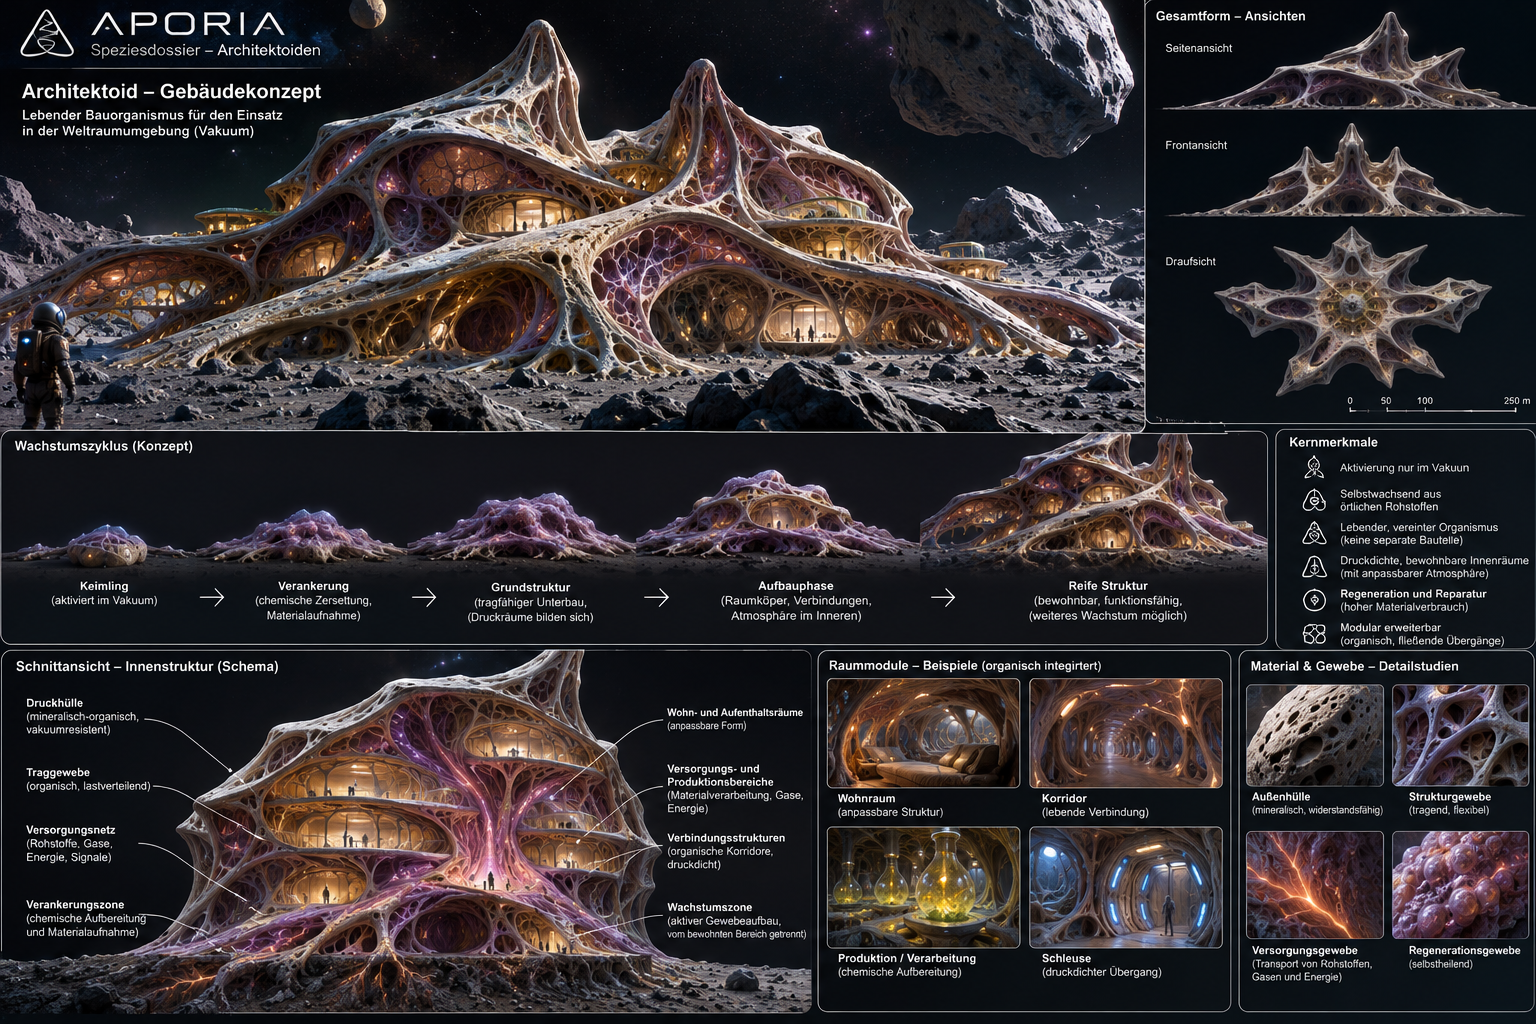 APORIA
Speziesdossier – Architektoiden
Architektoid – Gebäudekonzept
Lebender Bauorganismus für den Einsatz
in der Weltraumumgebung (Vakuum)
Gesamtform – Ansichten
Seitenansicht
Frontansicht
Draufsicht
0 50 100 250 m
Wachstumszyklus (Konzept)
Keimling
(aktiviert im Vakuum)
Verankerung
(chemische Zersetzung,
Materialaufnahme)
Grundstruktur
(tragfähiger Unterbau,
(Druckräume bilden sich)
Aufbauphase
(Raumköper, Verbindungen,
Atmosphäre im Inneren)
Reife Struktur
(bewohnbar, funktionsfähig,
(weiteres Wachstum möglich)
Kernmerkmale
Aktivierung nur im Vakuun
Selbstwachsend aus
örtlichen Rohstoffen
Lebender, vereinter Organismus
(keine separate Bautelle)
Druckdichte, bewohnbare Innenräume
(mit anpassbarer Atmosphäre)
Regeneration und Reparatur
(hoher Materialverbrauch)
Modular erweiterbar
(organisch, fließende Übergänge)
Schnittansicht – Innenstruktur (Schema)
Druckhülle
(mineralisch-organisch,
vakuumresistent)
Traggewebe
(organisch, lastverteilend)
Versorgungsnetz
(Rohstoffe, Gase,
Energie, Signale)
Verankerungszone
(chemische Aufbereitung
und Materialaufnahme)
Wohn- und Aufenthaltsräume
(anpassbare Form)
Versorgungs- und
Produktionsbereiche
(Materialverarbeitung, Gase,
Energie)
Verbindungsstrukturen
(organische Korridore,
druckdicht)
Wachstumszone
(aktiver Gewebeaufbau,
vom bewohnten Bereich getrennt)
Raummodule – Beispiele (organisch integirtert)
Wohnraum
(anpassbare Struktur)
Korridor
(lebende Verbindung)
Produktion / Verarbeitung
(chemische Aufbereitung)
Schleuse
(druckdichter Übergang)
Material & Gewebe – Detailstudien
Außenhülle
(mineralisch, widerstandsfähig)
Strukturgewebe
(tragend, flexibel)
Versorgungsgewebe
(Transport von Rohstoffen,
Gasen und Energie)
Regenerationsgewebe
(selbstheilend)